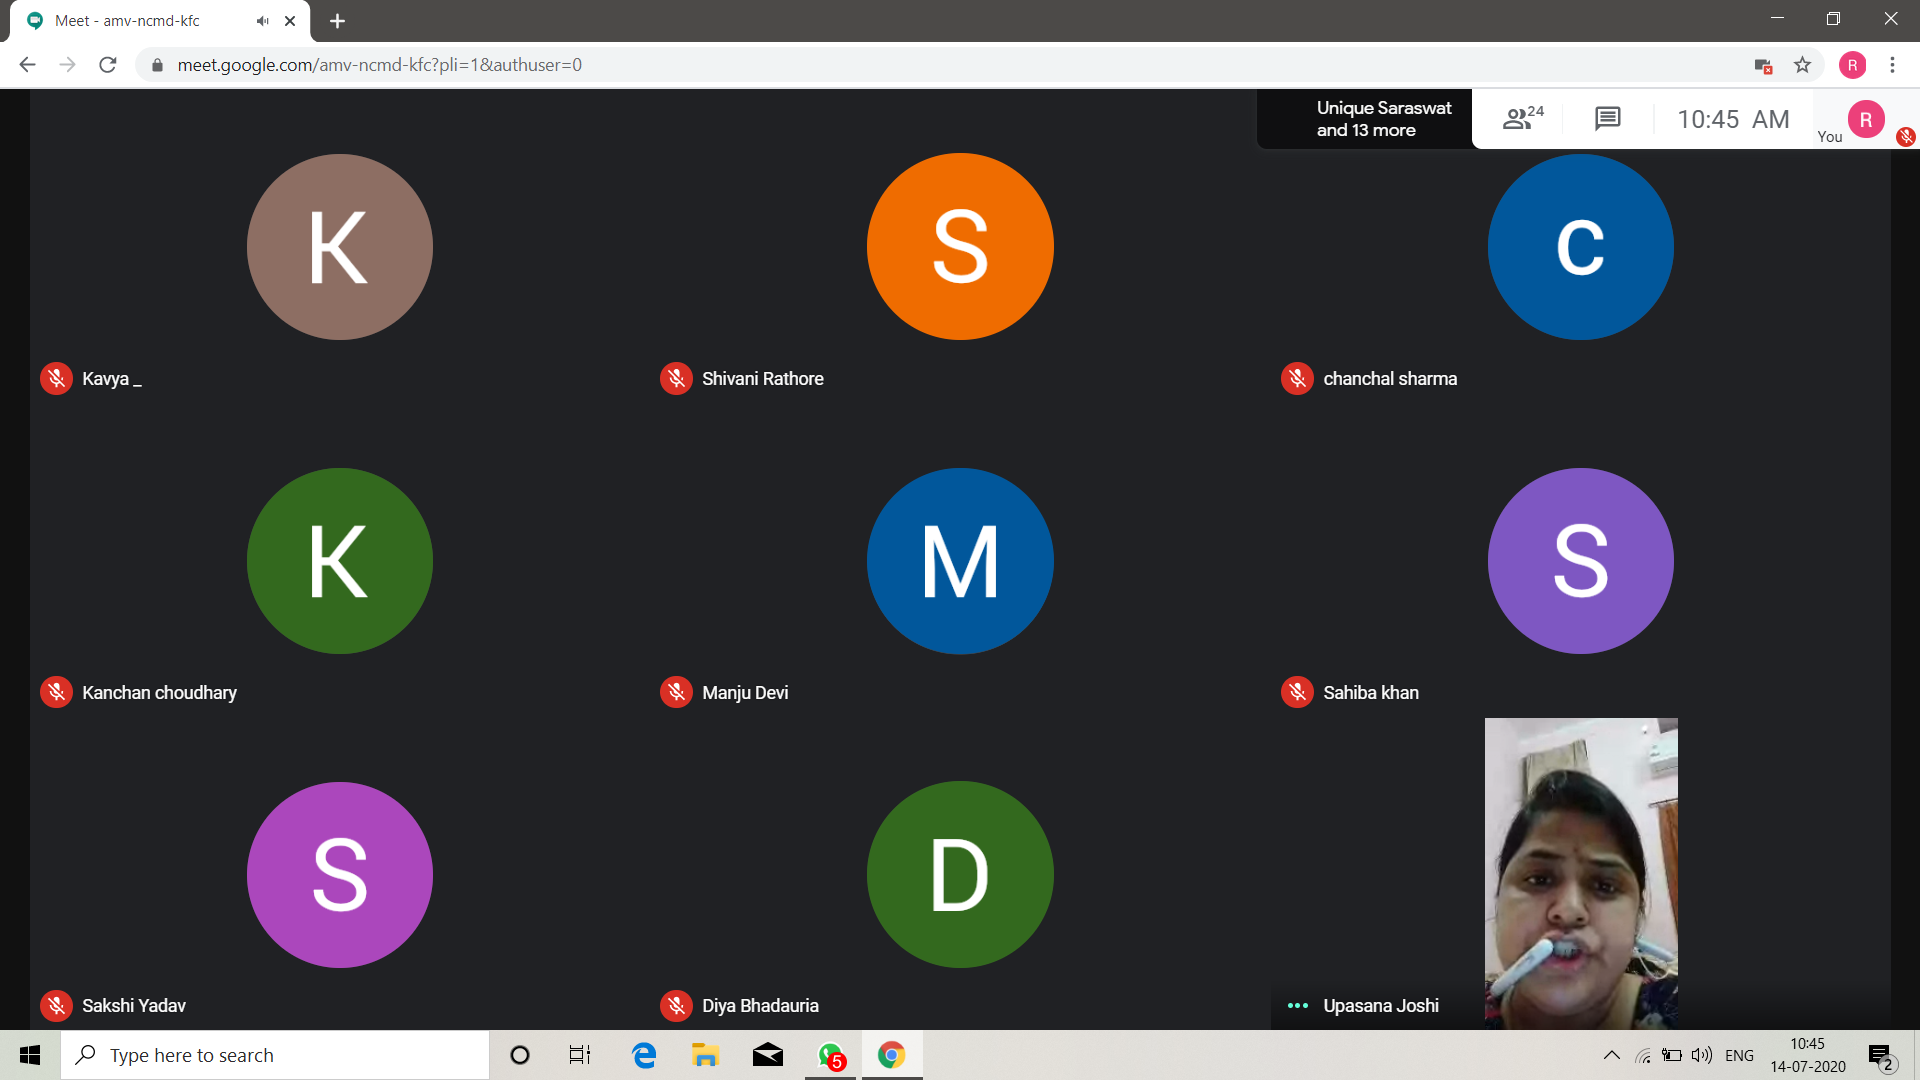 Meet - amv-ncmd-kfc
meet.google.com/amv-ncmd-kfc?pli=1&authuser=0
R
Unique Saraswat
and 13 more
24
10:45 AM
You
R
K
S
c
Kavya _
Shivani Rathore
chanchal sharma
K
M
S
Kanchan choudhary
Manju Devi
Sahiba khan
S
D
Sakshi Yadav
Diya Bhadauria
Upasana Joshi
Type here to search
5
ENG
10:45
14-07-2020
2